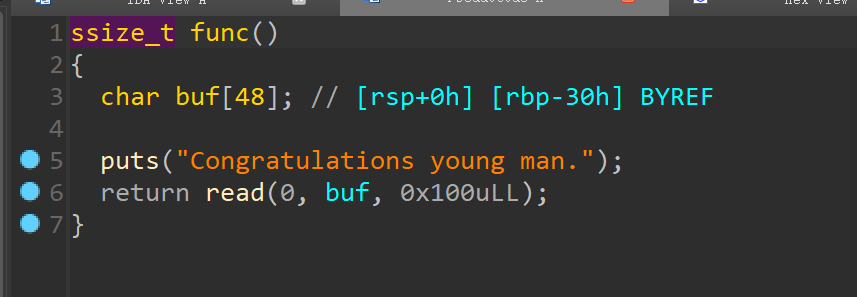 IDA View-A
Hex View
1 ssize_t func()
2 {
3 char buf[48]; // [rsp+0h] [rbp-30h] BYREF
4
5 puts("Congratulations young man.");
6 return read(0, buf, 0x100uLL);
7 }